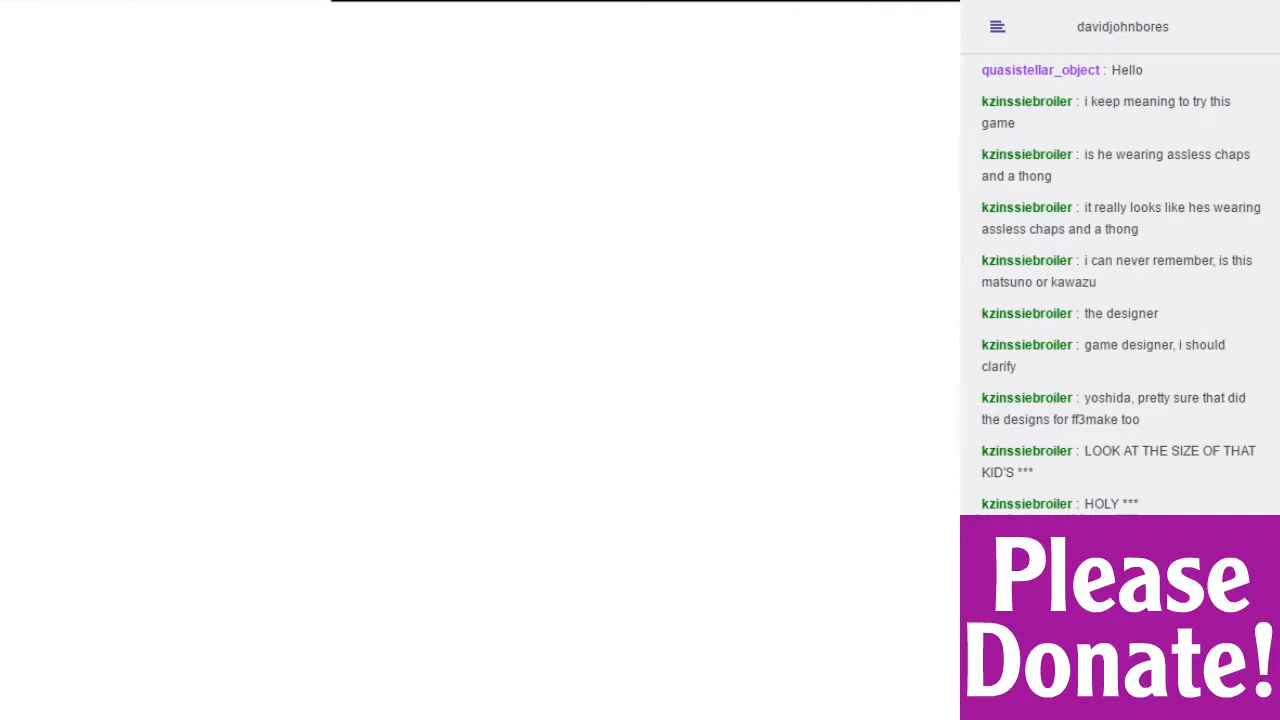 davidjohnbores
quasistellar_object : Hello
kzinssiebroiler : i keep meaning to try this
game
kzinssiebroiler : is he wearing assless chaps
and a thong
kzinssiebroiler : it really looks like hes wearing
assless chaps and a thong
kzinssiebroiler : i can never remember, is this
matsuno or kawazu
kzinssiebroiler : the designer
kzinssiebroiler : game designer, i should
clarify
kzinssiebroiler : yoshida, pretty sure that did
the designs for ff3make too
kzinssiebroiler : LOOK AT THE SIZE OF THAT
KID'S ***
kzinssiebroiler : HOLY ***
Please
Donate!